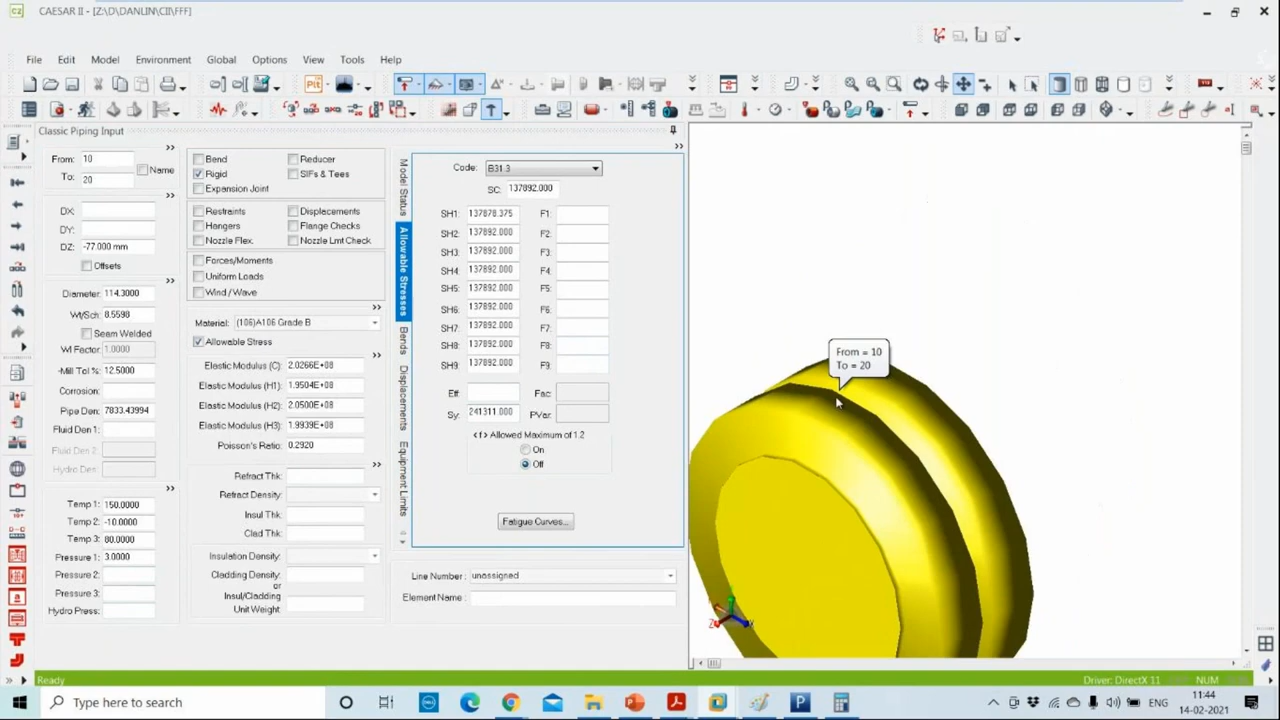 CAESAR II - [Z:\D\DANLIN\CII\FFF]
File Edit Model Environment Global Options View Tools Help
Classic Piping Input
From: 10
To: 20
Name
DX:
DY:
DZ: -77.000 mm
Offsets
Diameter: 114.3000
Wt/Sch: 8.5598
Seam Welded
Wl Factor: 1.0000
-Mill Tol % 12.5000
Corrosion:
Pipe Den: 7833.43994
Fluid Den 1:
Fluid Den 2:
Hydro Den:
Temp 1: 150.0000
Temp 2: -10.0000
Temp 3: 80.0000
Pressure 1: 3.0000
Pressure 2:
Pressure 3:
Hydro Press:
Bend Reducer
Rigid SIFs & Tees
Expansion Joint
Restraints Displacements
Hangers Flange Checks
Nozzle Flex. Nozzle Lmt Check
Forces/Moments
Uniform Loads
Wind / Wave
Material: (106)A106 Grade B
Allowable Stress
Elastic Modulus (C): 2.0266E+08
Elastic Modulus (H1): 1.9504E+08
Elastic Modulus (H2): 2.0500E+08
Elastic Modulus (H3): 1.9939E+08
Poisson's Ratio: 0.2920
Refract Thk:
Refract Density:
Insul Thk:
Clad Thk:
Insulation Density:
Cladding Density:
or
Insul/Cladding
Unit Weight:
Model Status
Allowable Stresses
Bends
Displacements
Equipment Limits
Code: B31.3
SC: 137892.000
SH1: 137878.375 F1:
SH2: 137892.000 F2:
SH3: 137892.000 F3:
SH4: 137892.000 F4:
SH5: 137892.000 F5:
SH6: 137892.000 F6:
SH7: 137892.000 F7:
SH8: 137892.000 F8:
SH9: 137892.000 F9:
Eff: Fac:
Sy: 241311.000 PVar:
<f> Allowed Maximum of 1.2
On
Off
Fatigue Curves...
Line Number: unassigned
Element Name:
From = 10
To = 20
Z
Ready
Driver: DirectX 11 NUM
Type here to search
ENG
11:44
14-02-2021